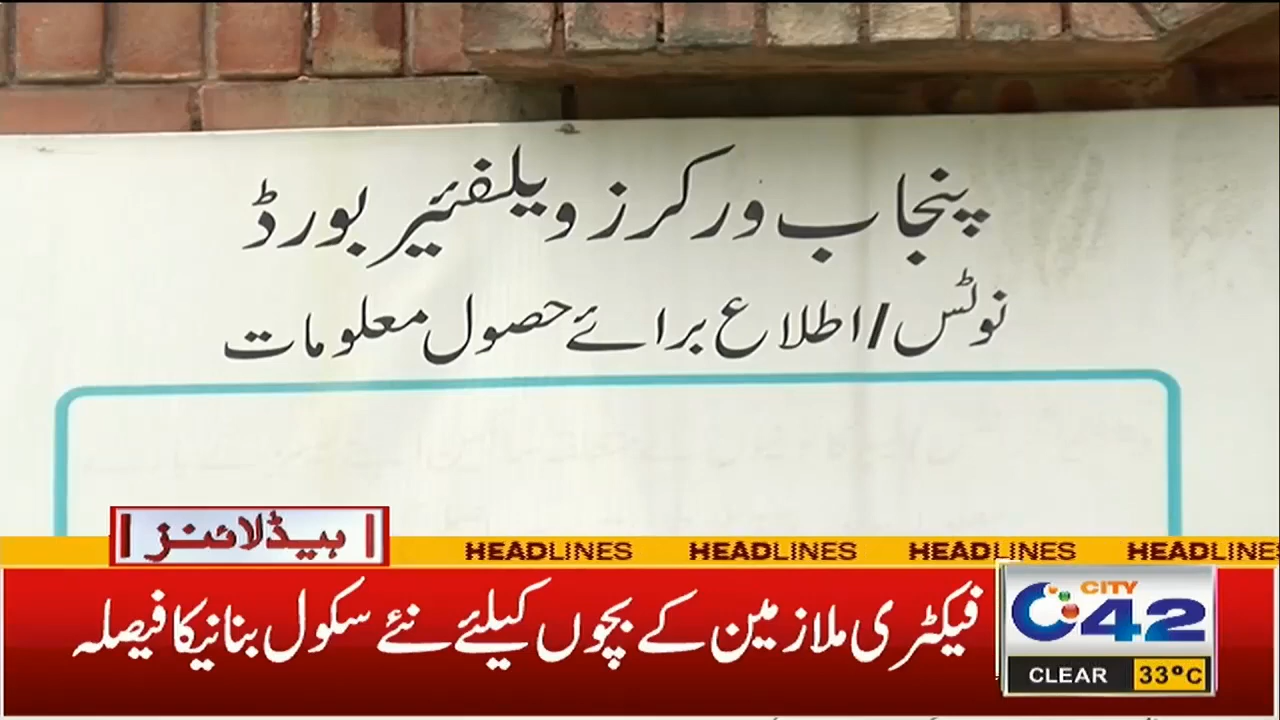 پنجاب ورکرز ویلفئیر بورڈ
نوٹس/اطلاع برائے حصول معلومات
ہیڈلائنز
HEADLINES HEADLINES HEADLINES HEADLINES
فیکٹری ملازمین کے بچوں کیلئے نئے سکول بنانیکا فیصلہ
CITY
42
CLEAR 33°C